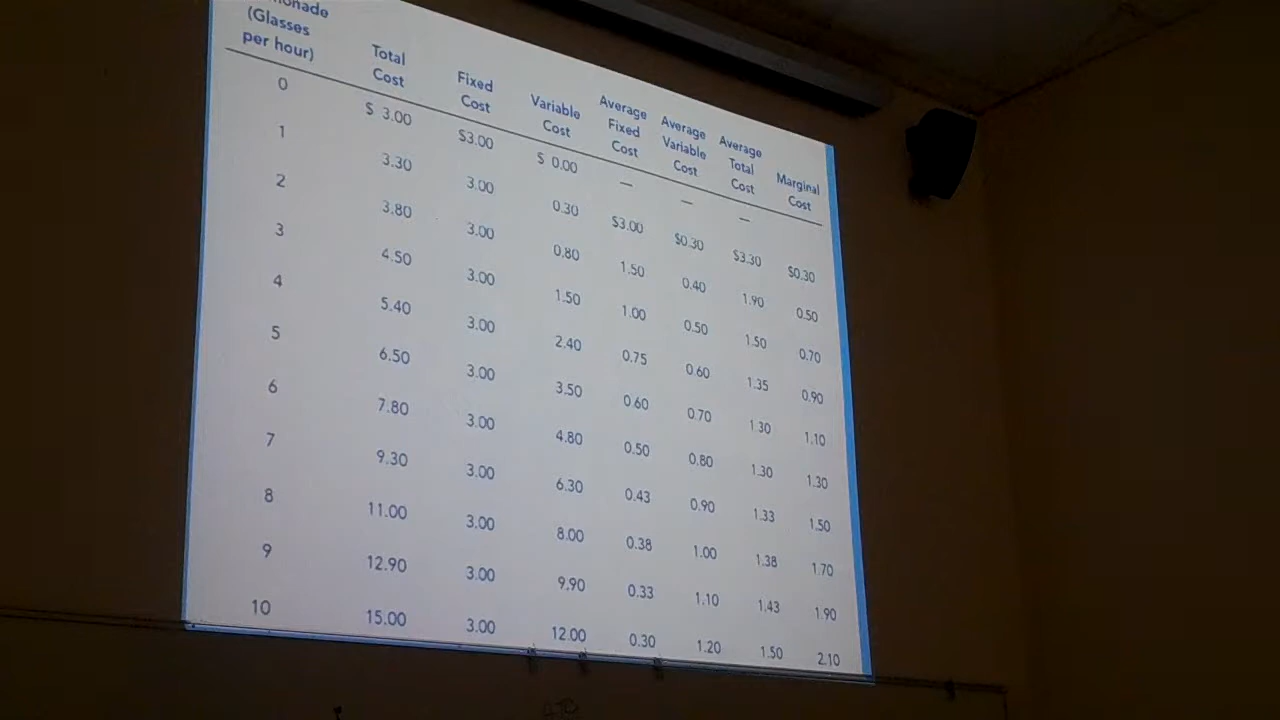 (Glasses
per hour)
Total
Cost
Fixed
Cost
Variable
Cost
Average
Fixed
Cost
Average
Variable
Cost
Average
Total
Cost
Marginal
Cost
0 $ 3.00 $3.00 $ 0.00 — — —
1 3.30 3.00 0.30 $3.00 $0.30 $3.30 $0.30
2 3.80 3.00 0.80 1.50 0.40 1.90 0.50
3 4.50 3.00 1.50 1.00 0.50 1.50 0.70
4 5.40 3.00 2.40 0.75 0.60 1.35 0.90
5 6.50 3.00 3.50 0.60 0.70 1.30 1.10
6 7.80 3.00 4.80 0.50 0.80 1.30 1.30
7 9.30 3.00 6.30 0.43 0.90 1.33 1.50
8 11.00 3.00 8.00 0.38 1.00 1.38 1.70
9 12.90 3.00 9.90 0.33 1.10 1.43 1.90
10 15.00 3.00 12.00 0.30 1.20 1.50 2.10